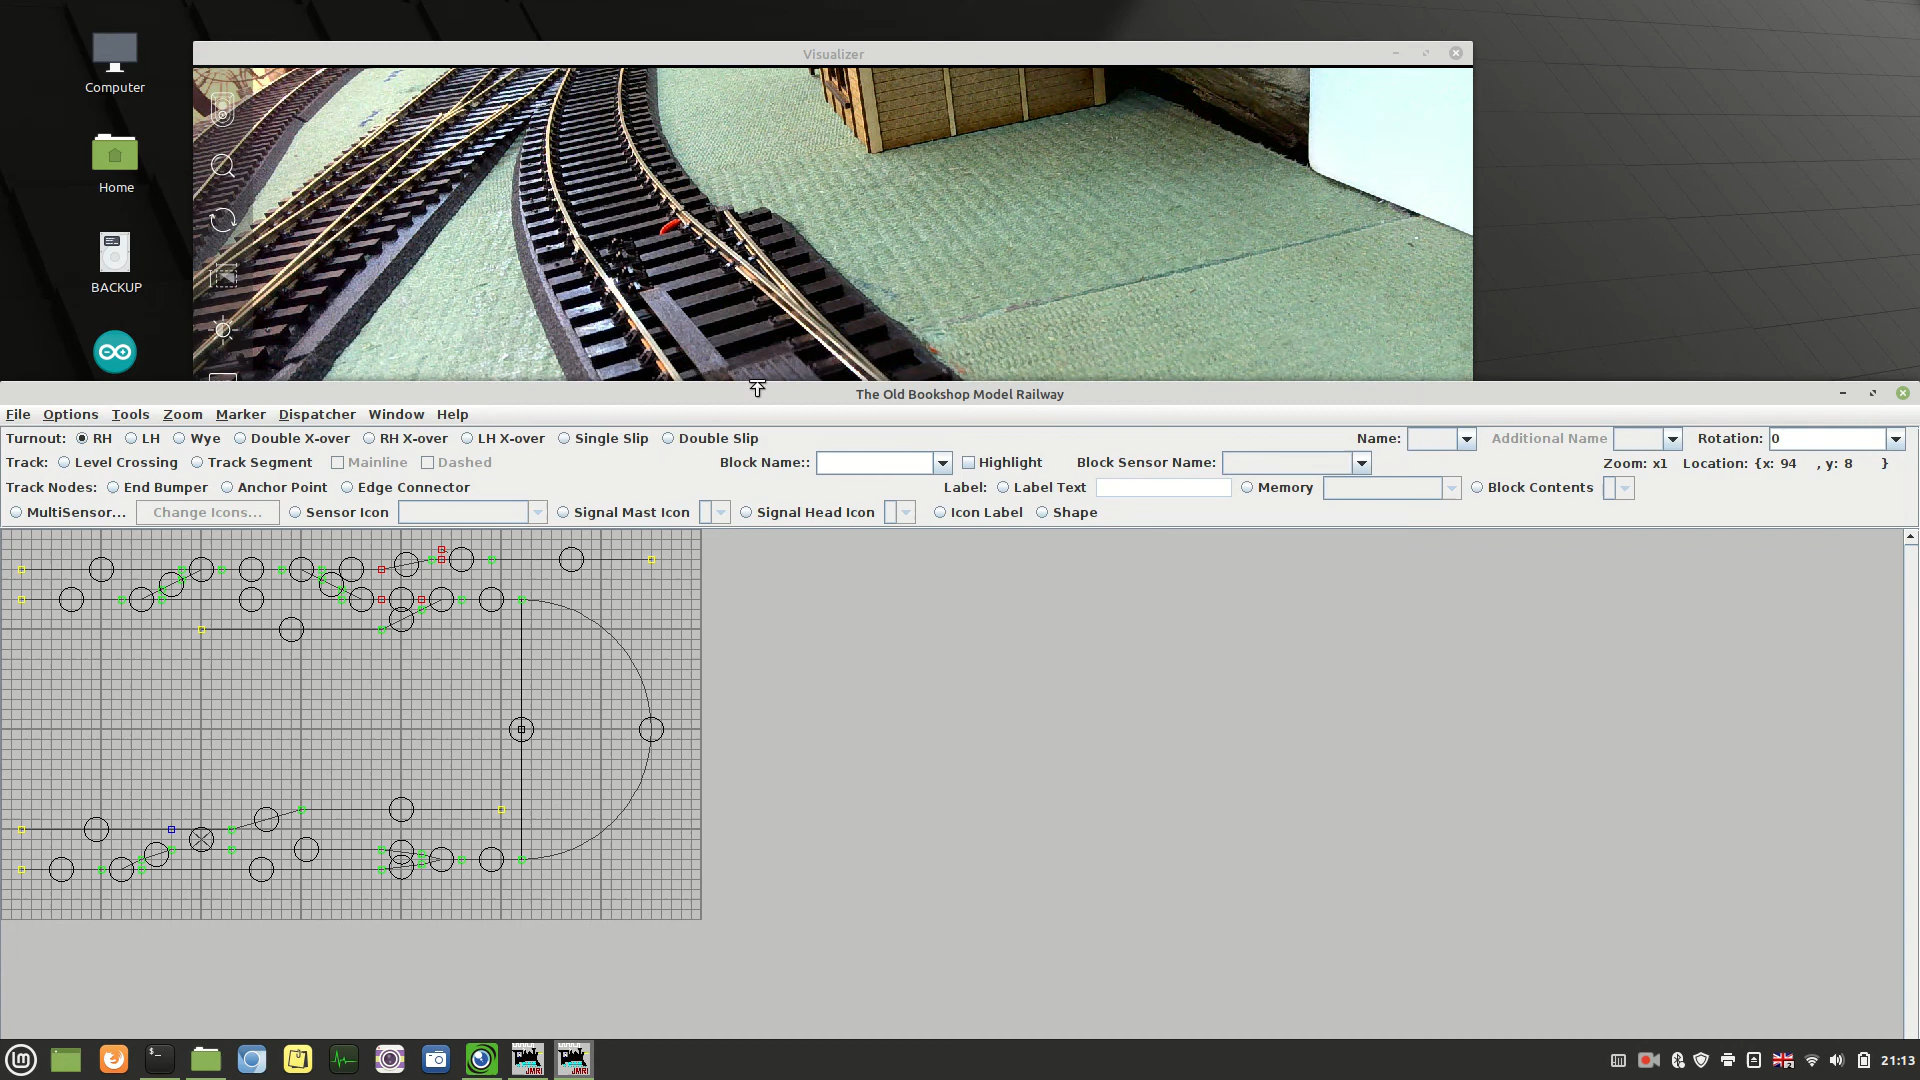 Computer
Visualizer
Home
BACKUP
The Old Bookshop Model Railway
File Options Tools Zoom Marker Dispatcher Window Help
Turnout: RH LH Wye Double X-over RH X-over LH X-over Single Slip Double Slip Name: Additional Name Rotation: 0
Track: Level Crossing Track Segment Mainline Dashed Block Name:: Highlight Block Sensor Name: Zoom: x1 Location: {x: 94 , y: 8 }
Track Nodes: End Bumper Anchor Point Edge Connector Label: Label Text Memory Block Contents
MultiSensor... Change Icons... Sensor Icon Signal Mast Icon Signal Head Icon Icon Label Shape
JMRI JMRI 2 21:13